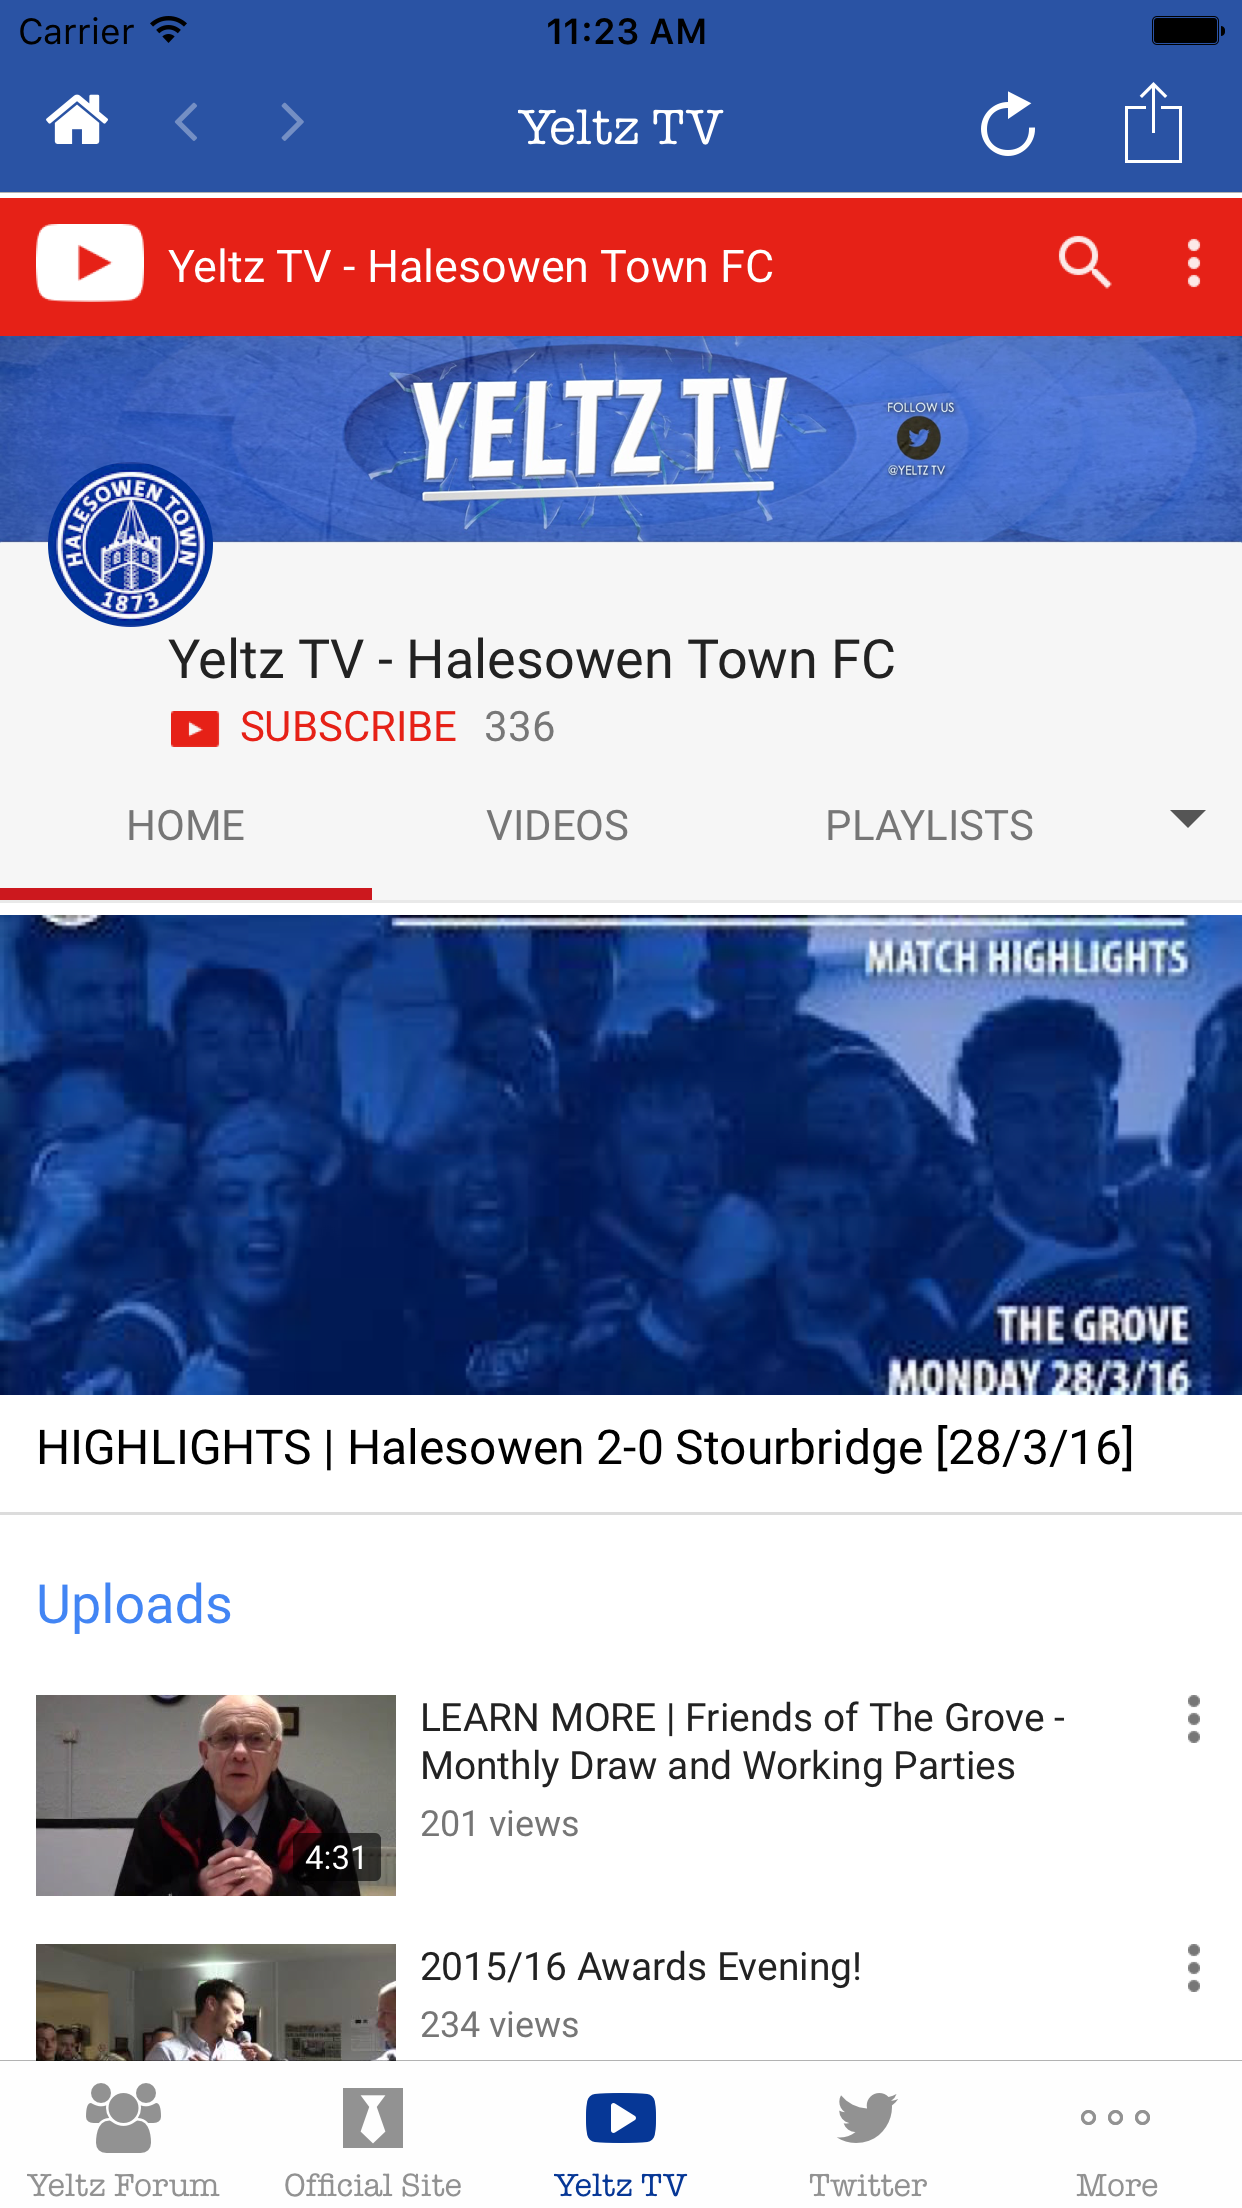 Carrier
11:23 AM
Yeltz TV
Yeltz TV - Halesowen Town FC
YELTZ TV
FOLLOW US
@YELTZ TV
HALESOWEN TOWN
1873
Yeltz TV - Halesowen Town FC
SUBSCRIBE 336
HOME VIDEOS PLAYLISTS
MATCH HIGHLIGHTS
THE GROVE
MONDAY 28/3/16
HIGHLIGHTS | Halesowen 2-0 Stourbridge [28/3/16]
Uploads
LEARN MORE | Friends of The Grove -
Monthly Draw and Working Parties
201 views
4:31
2015/16 Awards Evening!
234 views
Yeltz Forum
Official Site
Yeltz TV
Twitter
More